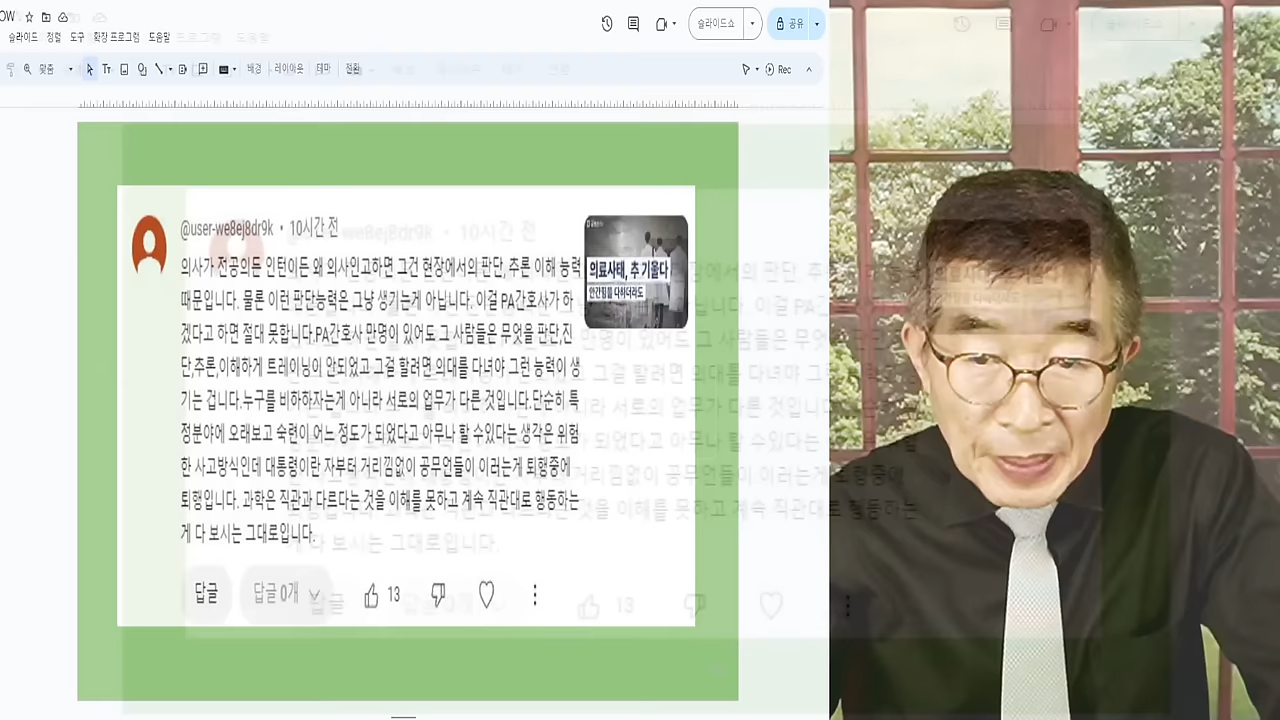 OW
슬라이드쇼
공유
슬라이드 정렬 도구 확장 프로그램 도움말
맞춤
배경 레이아웃 테마 전환
Rec
@user-we8ej8dr9k • 10시간 전
의사가 전공의든 인턴이든 왜 의사외고하면 그건 현장에서의 판단, 추론 이해 능력
때문입니다. 물론 이런 판단능력은 그냥 생기는게 아닙니다. 이걸 PA간호사가 하
겠다고 하면 절대 못합니다 PA간호사 만명이 있어도 그 사람들은 무엇을 판단,진
단,추론,이해하게 트레이닝이 안되었고 그걸 할려면 의대를 다녀야 그런 능력이 생
기는 겁니다.누구를 비하하자는게 아니라 서로의 업무가 다른 것입니다.단순히 특
정분야에 오래보고 숙련이 어느 정도가 되었다고 아무나 할 수있다는 생각은 위험
한 사고방식인데 대통령이란 자부터 거리낌없이 공무언들이 이러는게 퇴행중에
퇴행입니다. 과학은 직관과 다르다는 것을 이해를 못하고 계속 직관대로 행동하는
게 다 보시는 그대로입니다.
의료사태, 추 기울다
안간힘을 다하더라도
답글
답글 0개
13